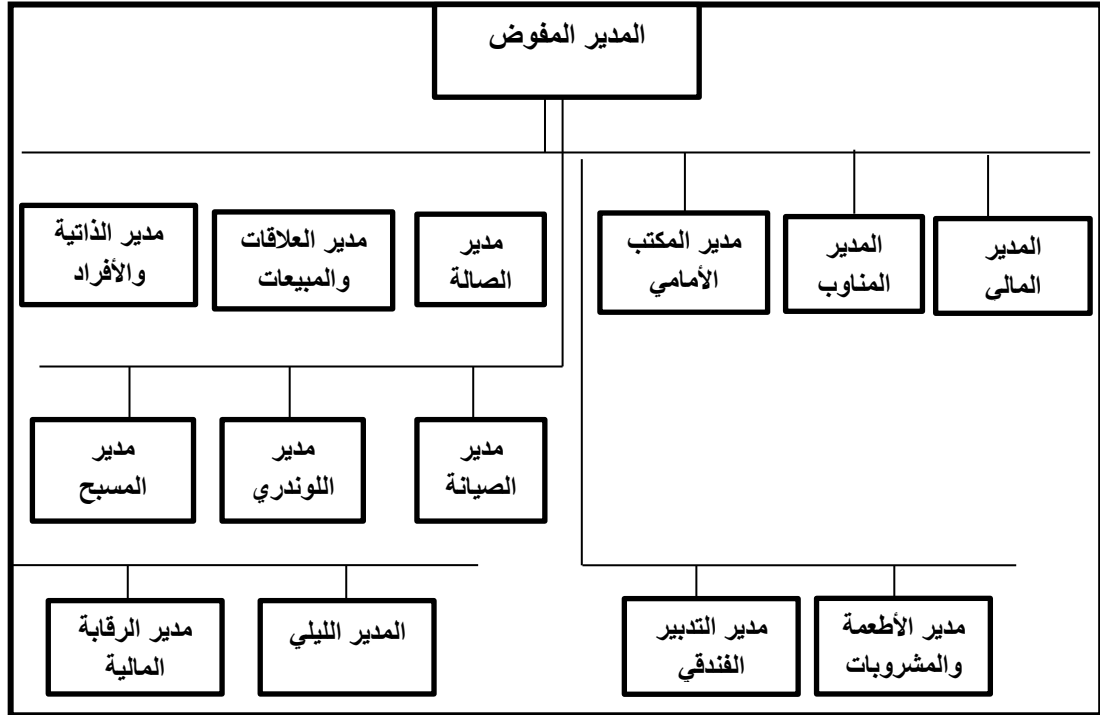 المدير المفوض
المدير
المالي
المدير
المناوب
مدير المكتب
الأمامي
مدير
الصالة
مدير العلاقات
والمبيعات
مدير الذاتية
والأفراد
مدير
الصيانة
مدير
اللوندري
مدير
المسبح
مدير الأطعمة
والمشروبات
مدير التدبير
الفندقي
المدير الليلي
مدير الرقابة
المالية